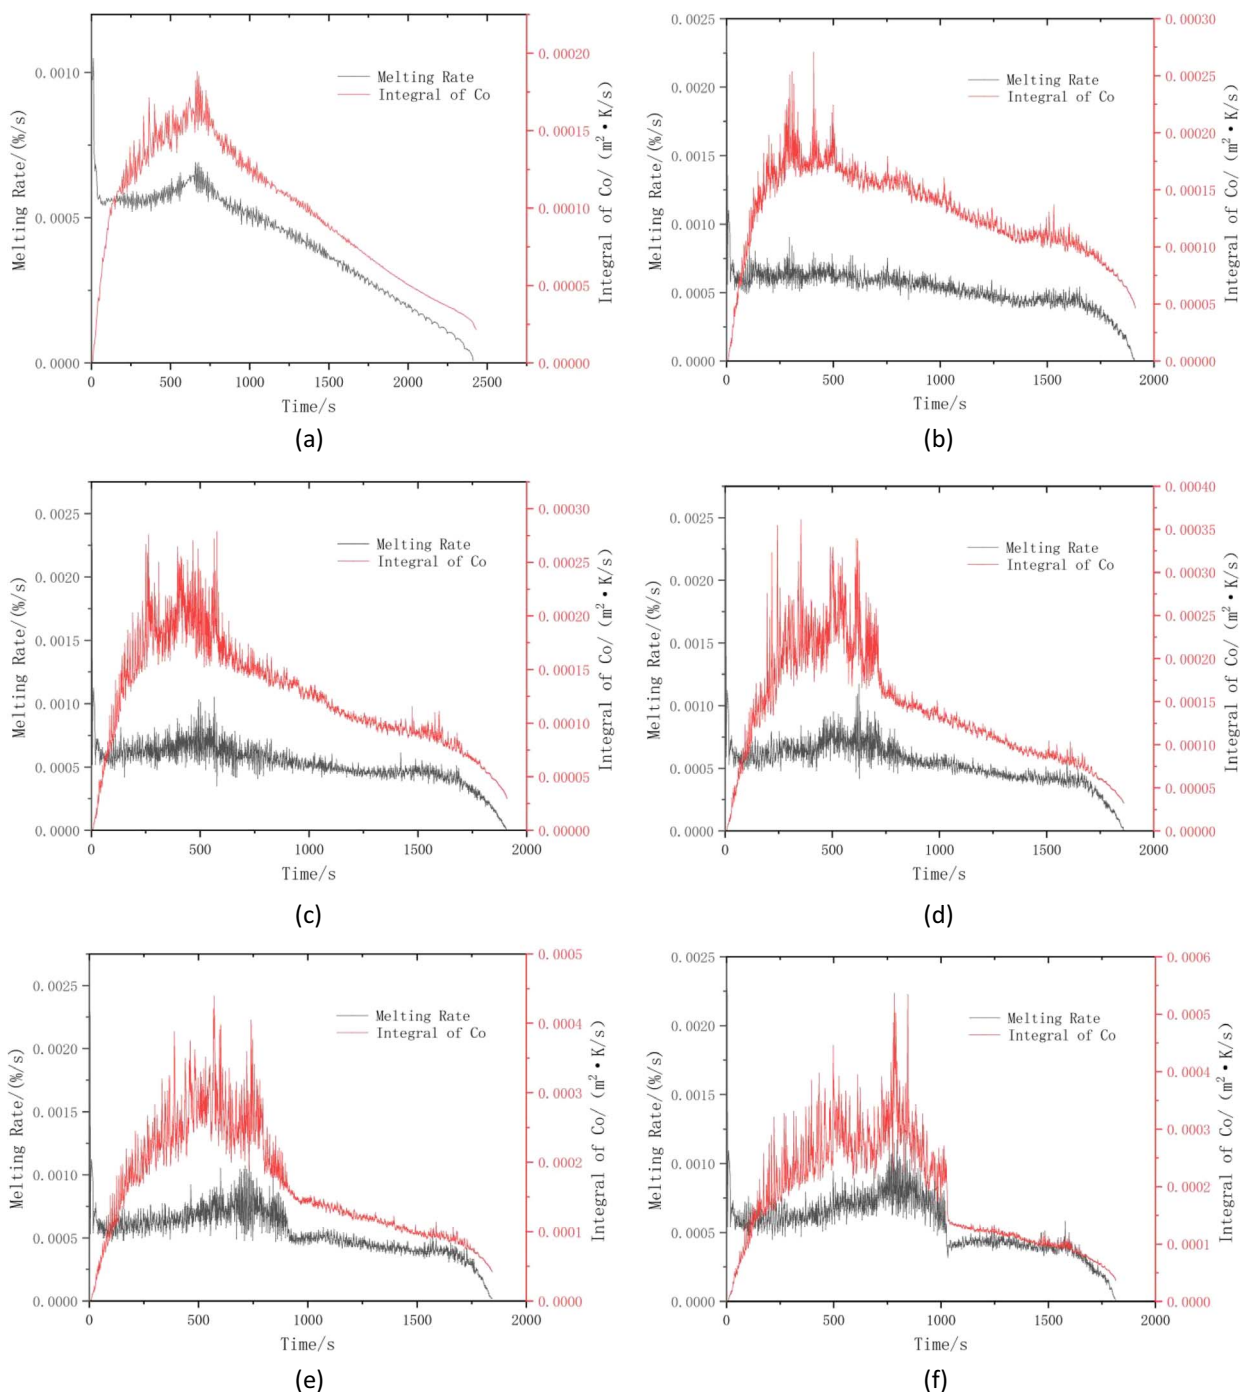 Melting Rate/(%/s)
0.0010
0.0005
0.0000
Melting Rate
Integral of Co
0.00020
0.00015
0.00010
0.00005
0.00000
Integral of Co/ (m²•K/s)
0 500 1000 1500 2000 2500
Time/s
(a)
Melting Rate/(%/s)
0.0025
0.0020
0.0015
0.0010
0.0005
0.0000
Melting Rate
Integral of Co
0.00030
0.00025
0.00020
0.00015
0.00010
0.00005
0.00000
Integral of Co/ (m²•K/s)
0 500 1000 1500 2000
Time/s
(b)
Melting Rate/(%/s)
0.0025
0.0020
0.0015
0.0010
0.0005
0.0000
Melting Rate
Integral of Co
0.00030
0.00025
0.00020
0.00015
0.00010
0.00005
0.00000
Integral of Co/ (m²•K/s)
0 500 1000 1500 2000
Time/s
(c)
Melting Rate/(%/s)
0.0025
0.0020
0.0015
0.0010
0.0005
0.0000
Melting Rate
Integral of Co
0.00040
0.00035
0.00030
0.00025
0.00020
0.00015
0.00010
0.00005
0.00000
Integral of Co/ (m²•K/s)
0 500 1000 1500 2000
Time/s
(d)
Melting Rate/(%/s)
0.0025
0.0020
0.0015
0.0010
0.0005
0.0000
Melting Rate
Integral of Co
0.0005
0.0004
0.0003
0.0002
0.0001
0.0000
Integral of Co/ (m²•K/s)
0 500 1000 1500 2000
Time/s
(e)
Melting Rate/(%/s)
0.0025
0.0020
0.0015
0.0010
0.0005
0.0000
Melting Rate
Integral of Co
0.0006
0.0005
0.0004
0.0003
0.0002
0.0001
0.0000
Integral of Co/ (m²•K/s)
0 500 1000 1500 2000
Time/s
(f)